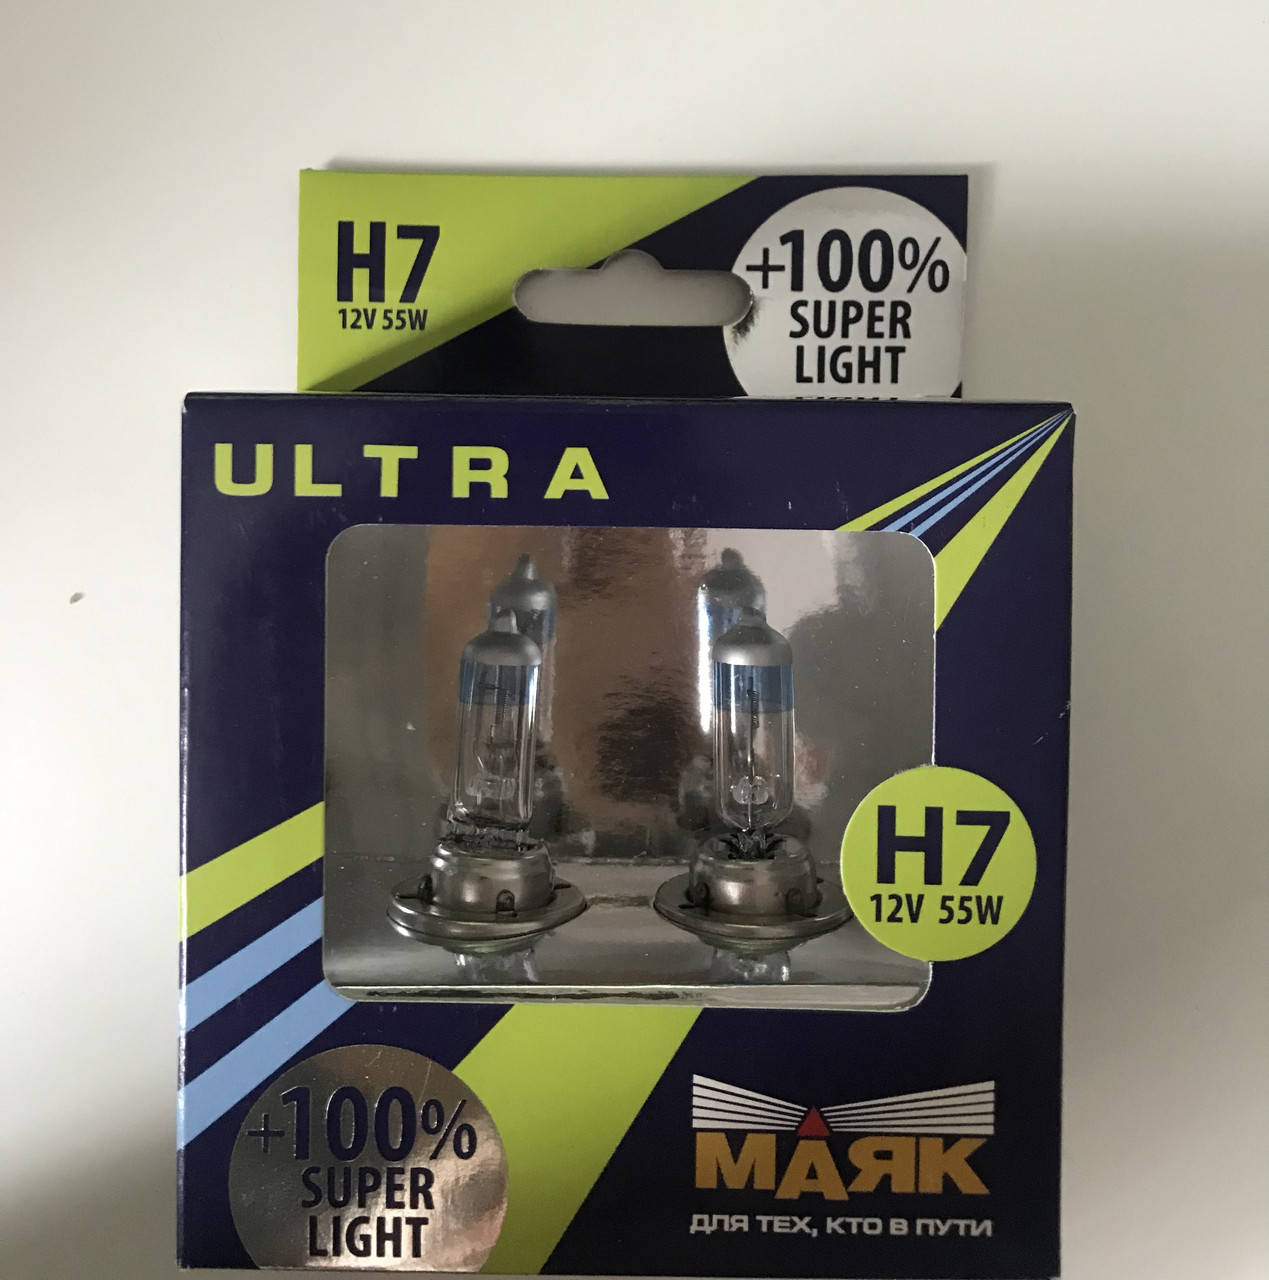 H7
12V 55W
+100%
SUPER
LIGHT
ULTRA
H7
12V 55W
+100%
SUPER
LIGHT
МАЯК
ДЛЯ ТЕХ, КТО В ПУТИ